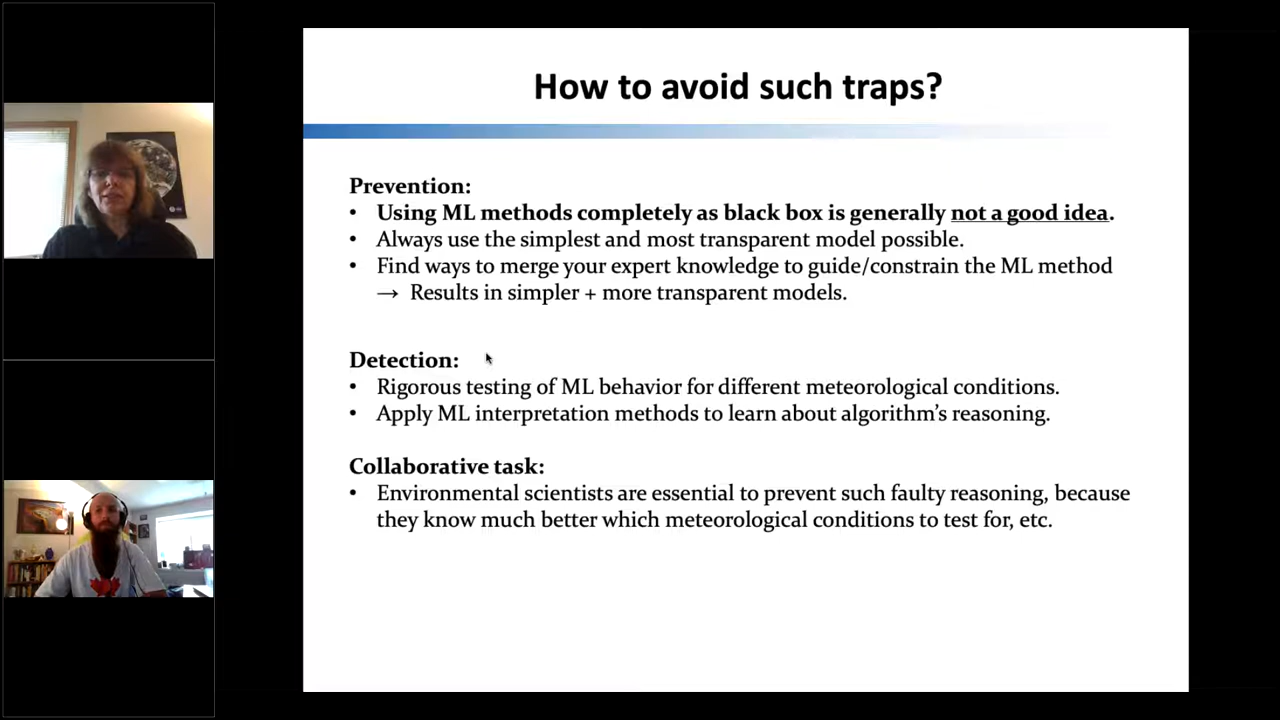 How to avoid such traps?
Prevention:
• Using ML methods completely as black box is generally not a good idea.
• Always use the simplest and most transparent model possible.
• Find ways to merge your expert knowledge to guide/constrain the ML method
→ Results in simpler + more transparent models.
Detection:
• Rigorous testing of ML behavior for different meteorological conditions.
• Apply ML interpretation methods to learn about algorithm’s reasoning.
Collaborative task:
• Environmental scientists are essential to prevent such faulty reasoning, because
they know much better which meteorological conditions to test for, etc.